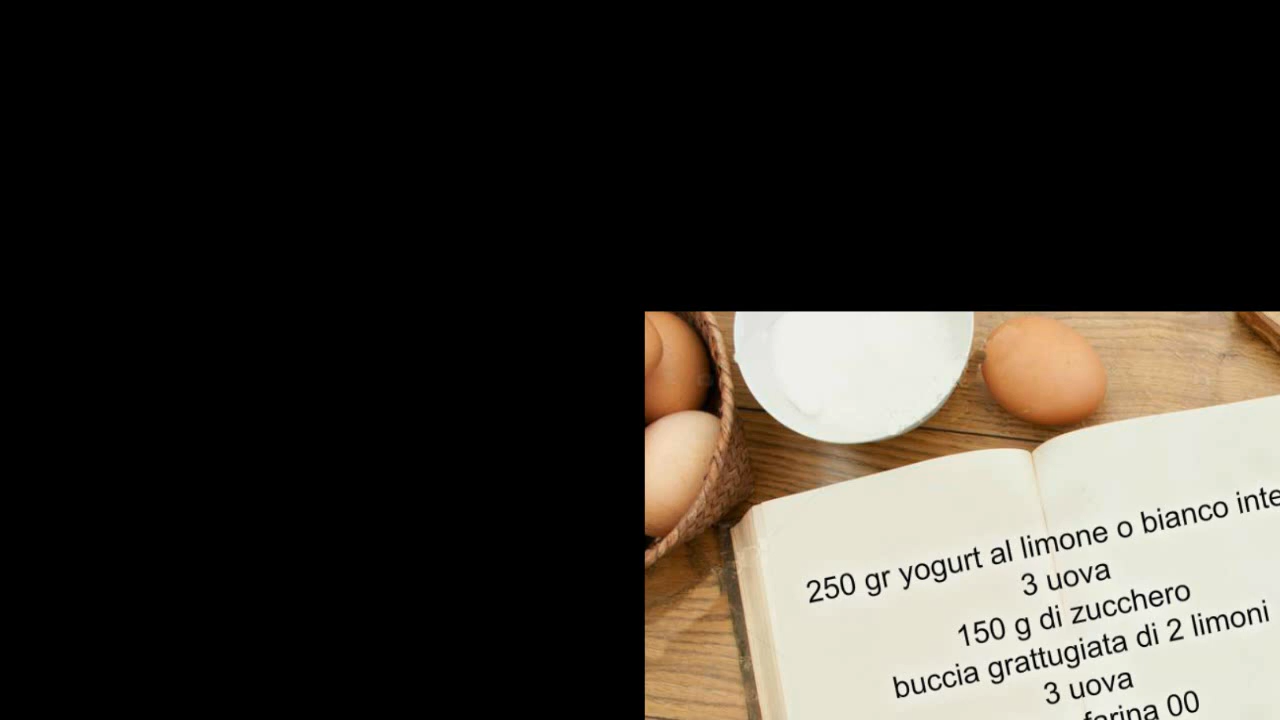 250 gr yogurt al limone o bianco inte
3 uova
150 g di zucchero
buccia grattugiata di 2 limoni
3 uova
farina 00